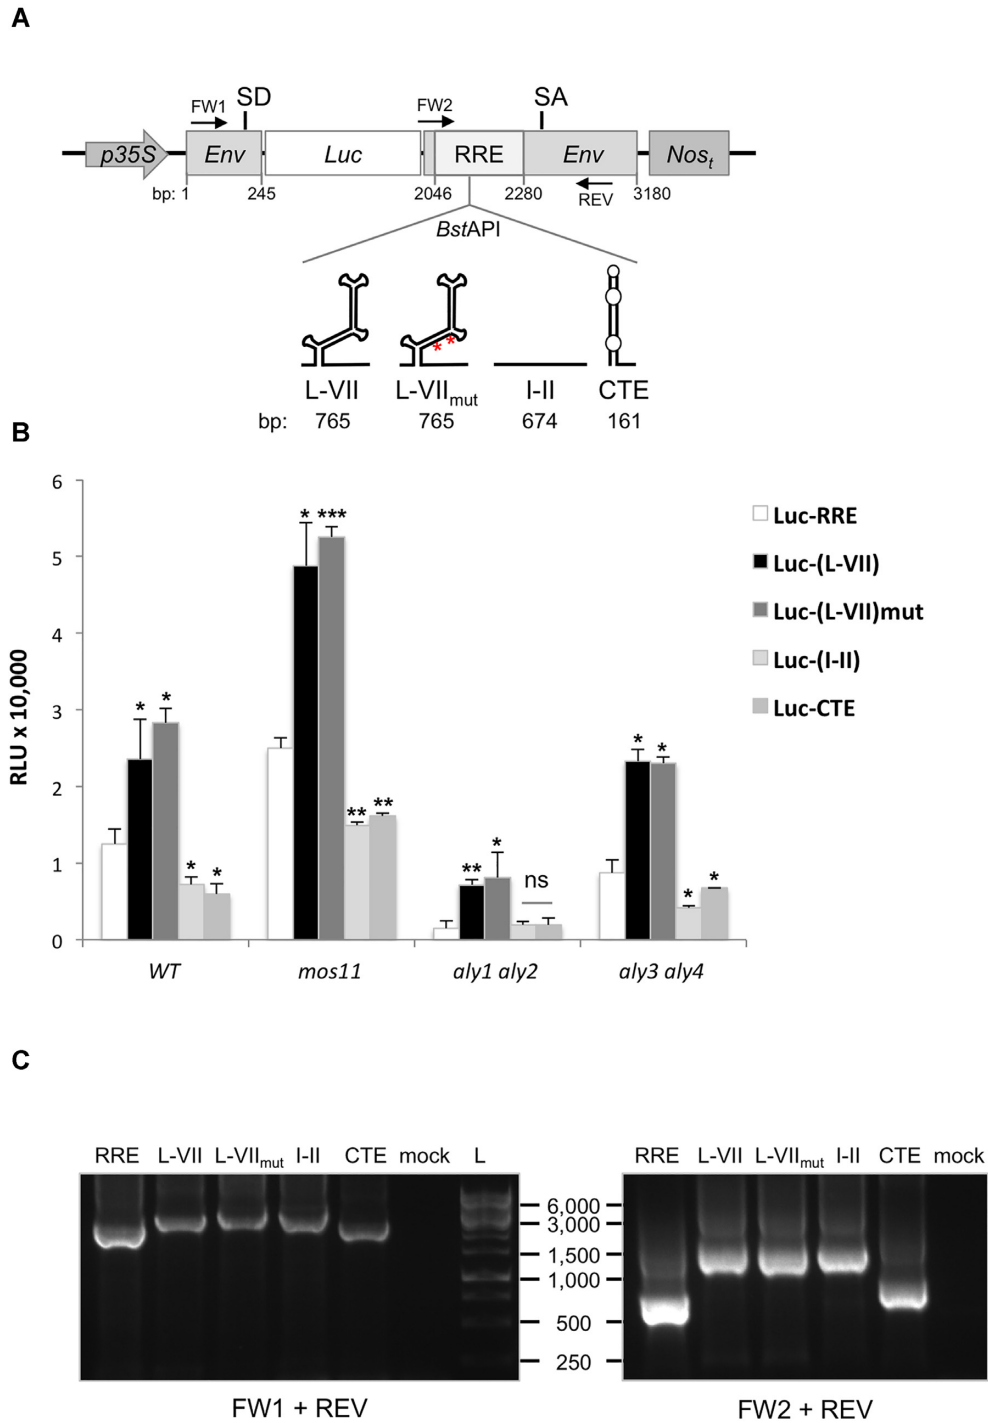 A
FW1 SD FW2 SA
p35S Env Luc RRE Env Nost
bp: 1 245 2046 2280 REV 3180
BstAPI
* *
L-VII L-VIImut I-II CTE
bp: 765 765 674 161
B
6
5
4
3
2
1
0
RLU x 10,000
* * * *
* *** ** **
** * ns
* * * *
WT mos11 aly1 aly2 aly3 aly4
Luc-RRE
Luc-(L-VII)
Luc-(L-VII)mut
Luc-(I-II)
Luc-CTE
C
RRE L-VII L-VIImut I-II CTE mock L
6,000
3,000
1,500
1,000
500
250
RRE L-VII L-VIImut I-II CTE mock
FW1 + REV
FW2 + REV